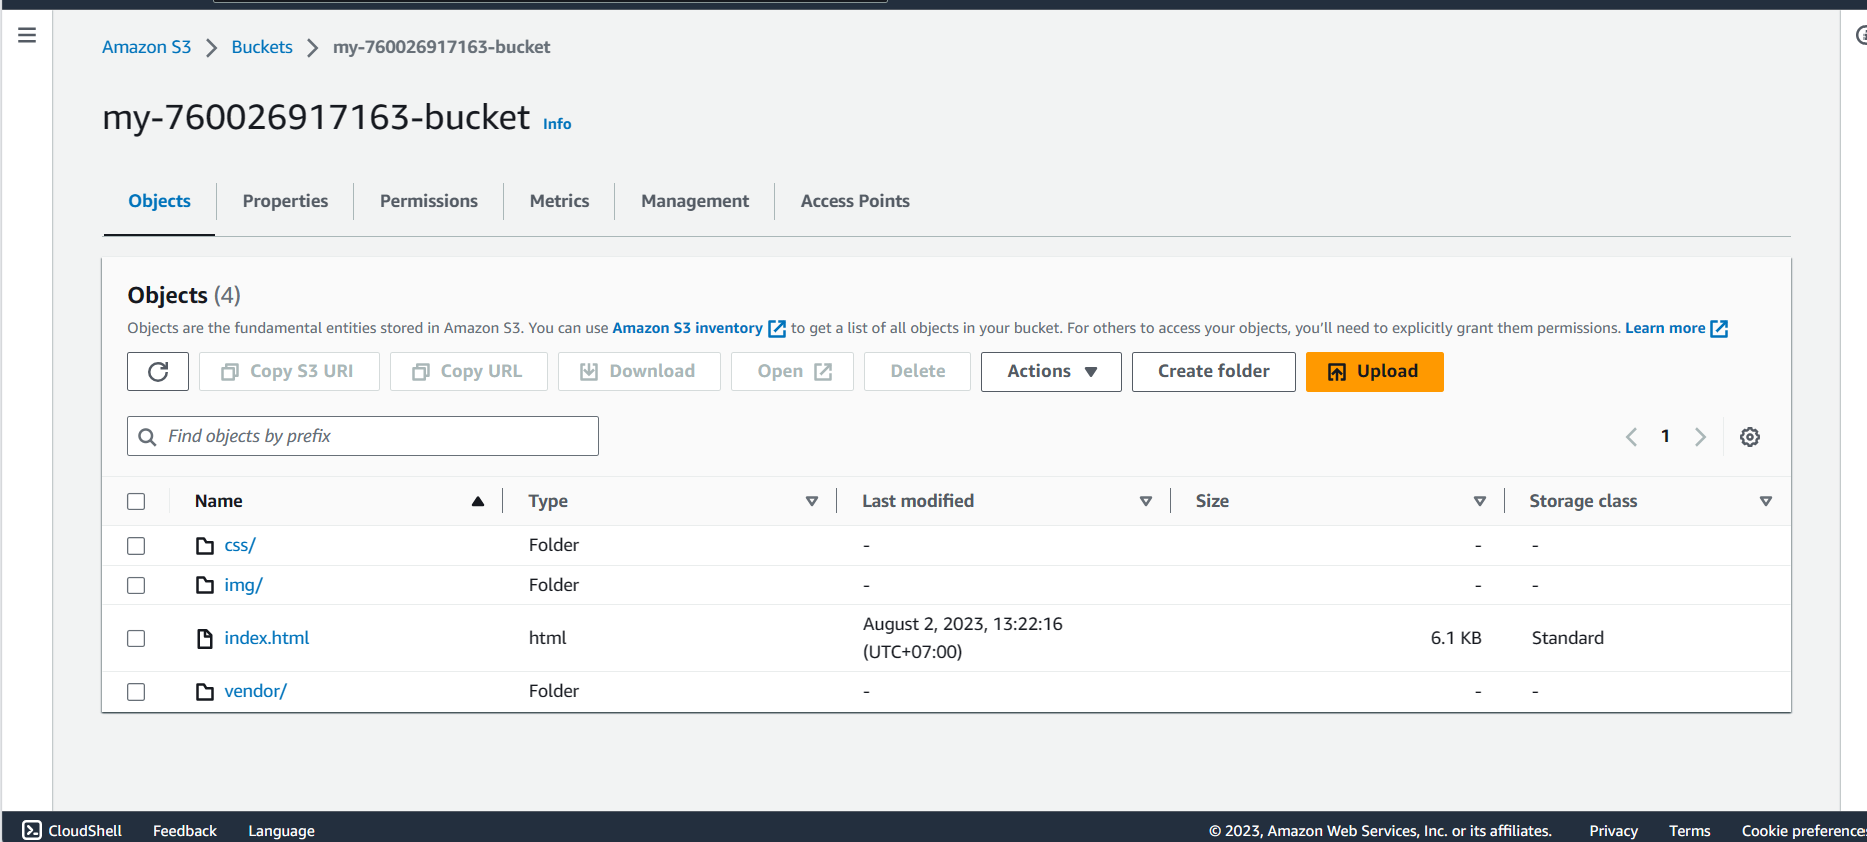 Amazon S3 > Buckets > my-760026917163-bucket
my-760026917163-bucket Info
Objects Properties Permissions Metrics Management Access Points
Objects (4)
Objects are the fundamental entities stored in Amazon S3. You can use Amazon S3 inventory to get a list of all objects in your bucket. For others to access your objects, you'll need to explicitly grant them permissions. Learn more
Copy S3 URI Copy URL Download Open Delete Actions Create folder Upload
Find objects by prefix 1
Name Type Last modified Size Storage class
css/ Folder - - -
img/ Folder - - -
index.html html August 2, 2023, 13:22:16 (UTC+07:00) 6.1 KB Standard
vendor/ Folder - - -
CloudShell Feedback Language © 2023, Amazon Web Services, Inc. or its affiliates. Privacy Terms Cookie preferences